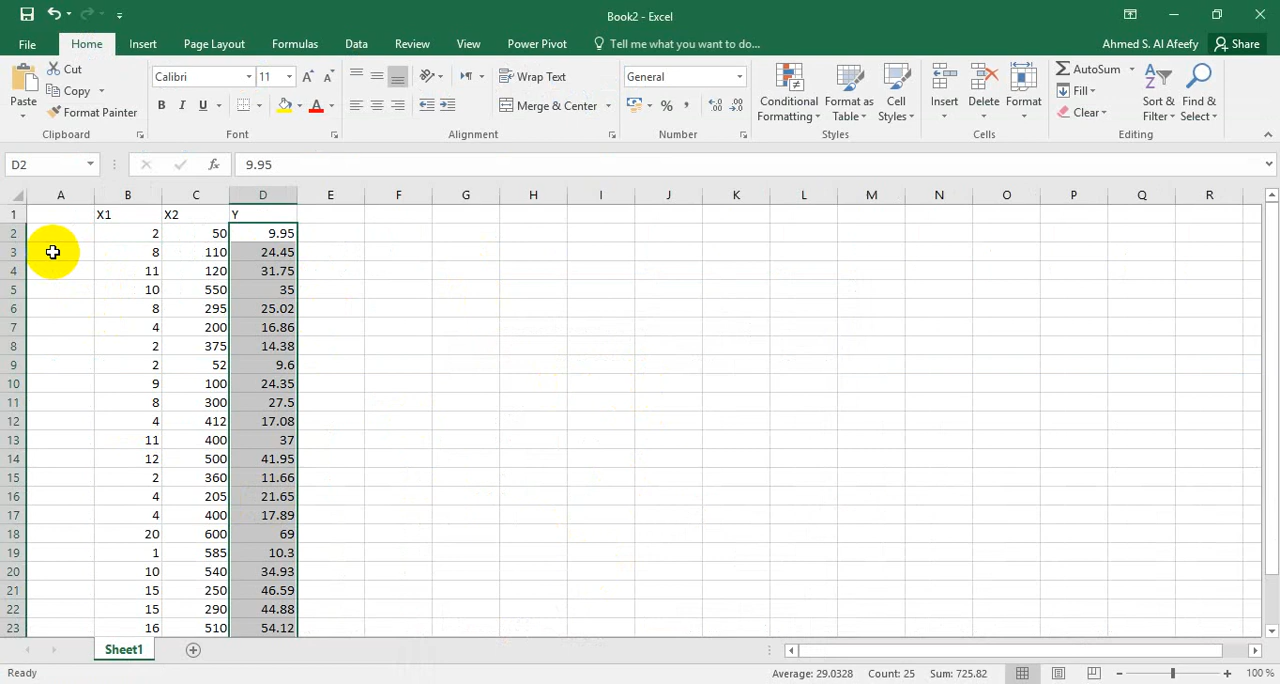 Book2 - Excel
File Home Insert Page Layout Formulas Data Review View Power Pivot Tell me what you want to do... Ahmed S. Al Afeefy Share
Paste Cut Copy Format Painter
Calibri 11
B I U A
Wrap Text
Merge & Center
General
% ,
Conditional Formatting Format as Table Cell Styles
Insert Delete Format
AutoSum Fill Clear
Sort & Filter Find & Select
Clipboard Font Alignment Number Styles Cells Editing
D2 fx 9.95
A B C D E F G H I J K L M N O P Q R
1 X1 X2 Y
2 2 50 9.95
3 8 110 24.45
4 11 120 31.75
5 10 550 35
6 8 295 25.02
7 4 200 16.86
8 2 375 14.38
9 2 52 9.6
10 9 100 24.35
11 8 300 27.5
12 4 412 17.08
13 11 400 37
14 12 500 41.95
15 2 360 11.66
16 4 205 21.65
17 4 400 17.89
18 20 600 69
19 1 585 10.3
20 10 540 34.93
21 15 250 46.59
22 15 290 44.88
23 16 510 54.12
Sheet1
Ready Average: 29.0328 Count: 25 Sum: 725.82 100 %